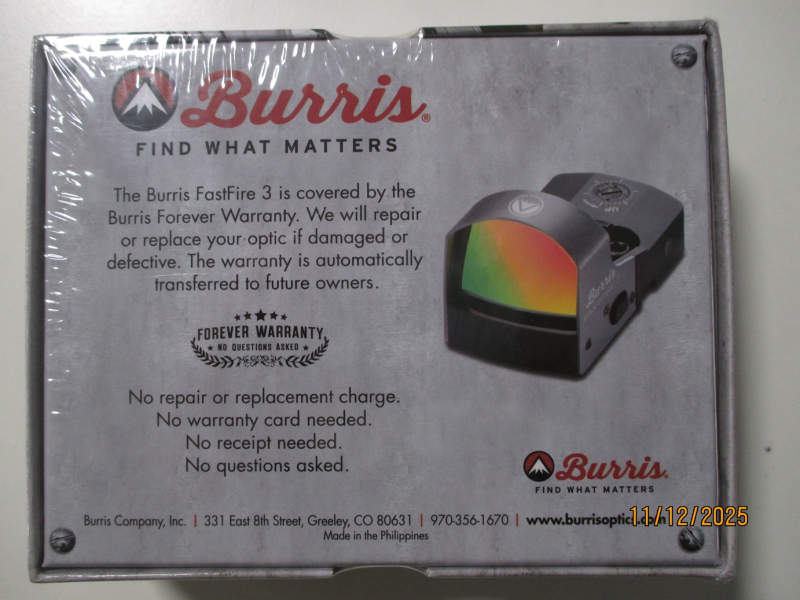 Burris®
FIND WHAT MATTERS
The Burris FastFire 3 is covered by the
Burris Forever Warranty. We will repair
or replace your optic if damaged or
defective. The warranty is automatically
transferred to future owners.
FOREVER WARRANTY
NO QUESTIONS ASKED
No repair or replacement charge.
No warranty card needed.
No receipt needed.
No questions asked.
UP
Burris
Burris.
FIND WHAT MATTERS
Burris Company, Inc. | 331 East 8th Street, Greeley, CO 80631 | 970-356-1670 | www.burrisoptics.com
Made in the Philippines
11/12/2025